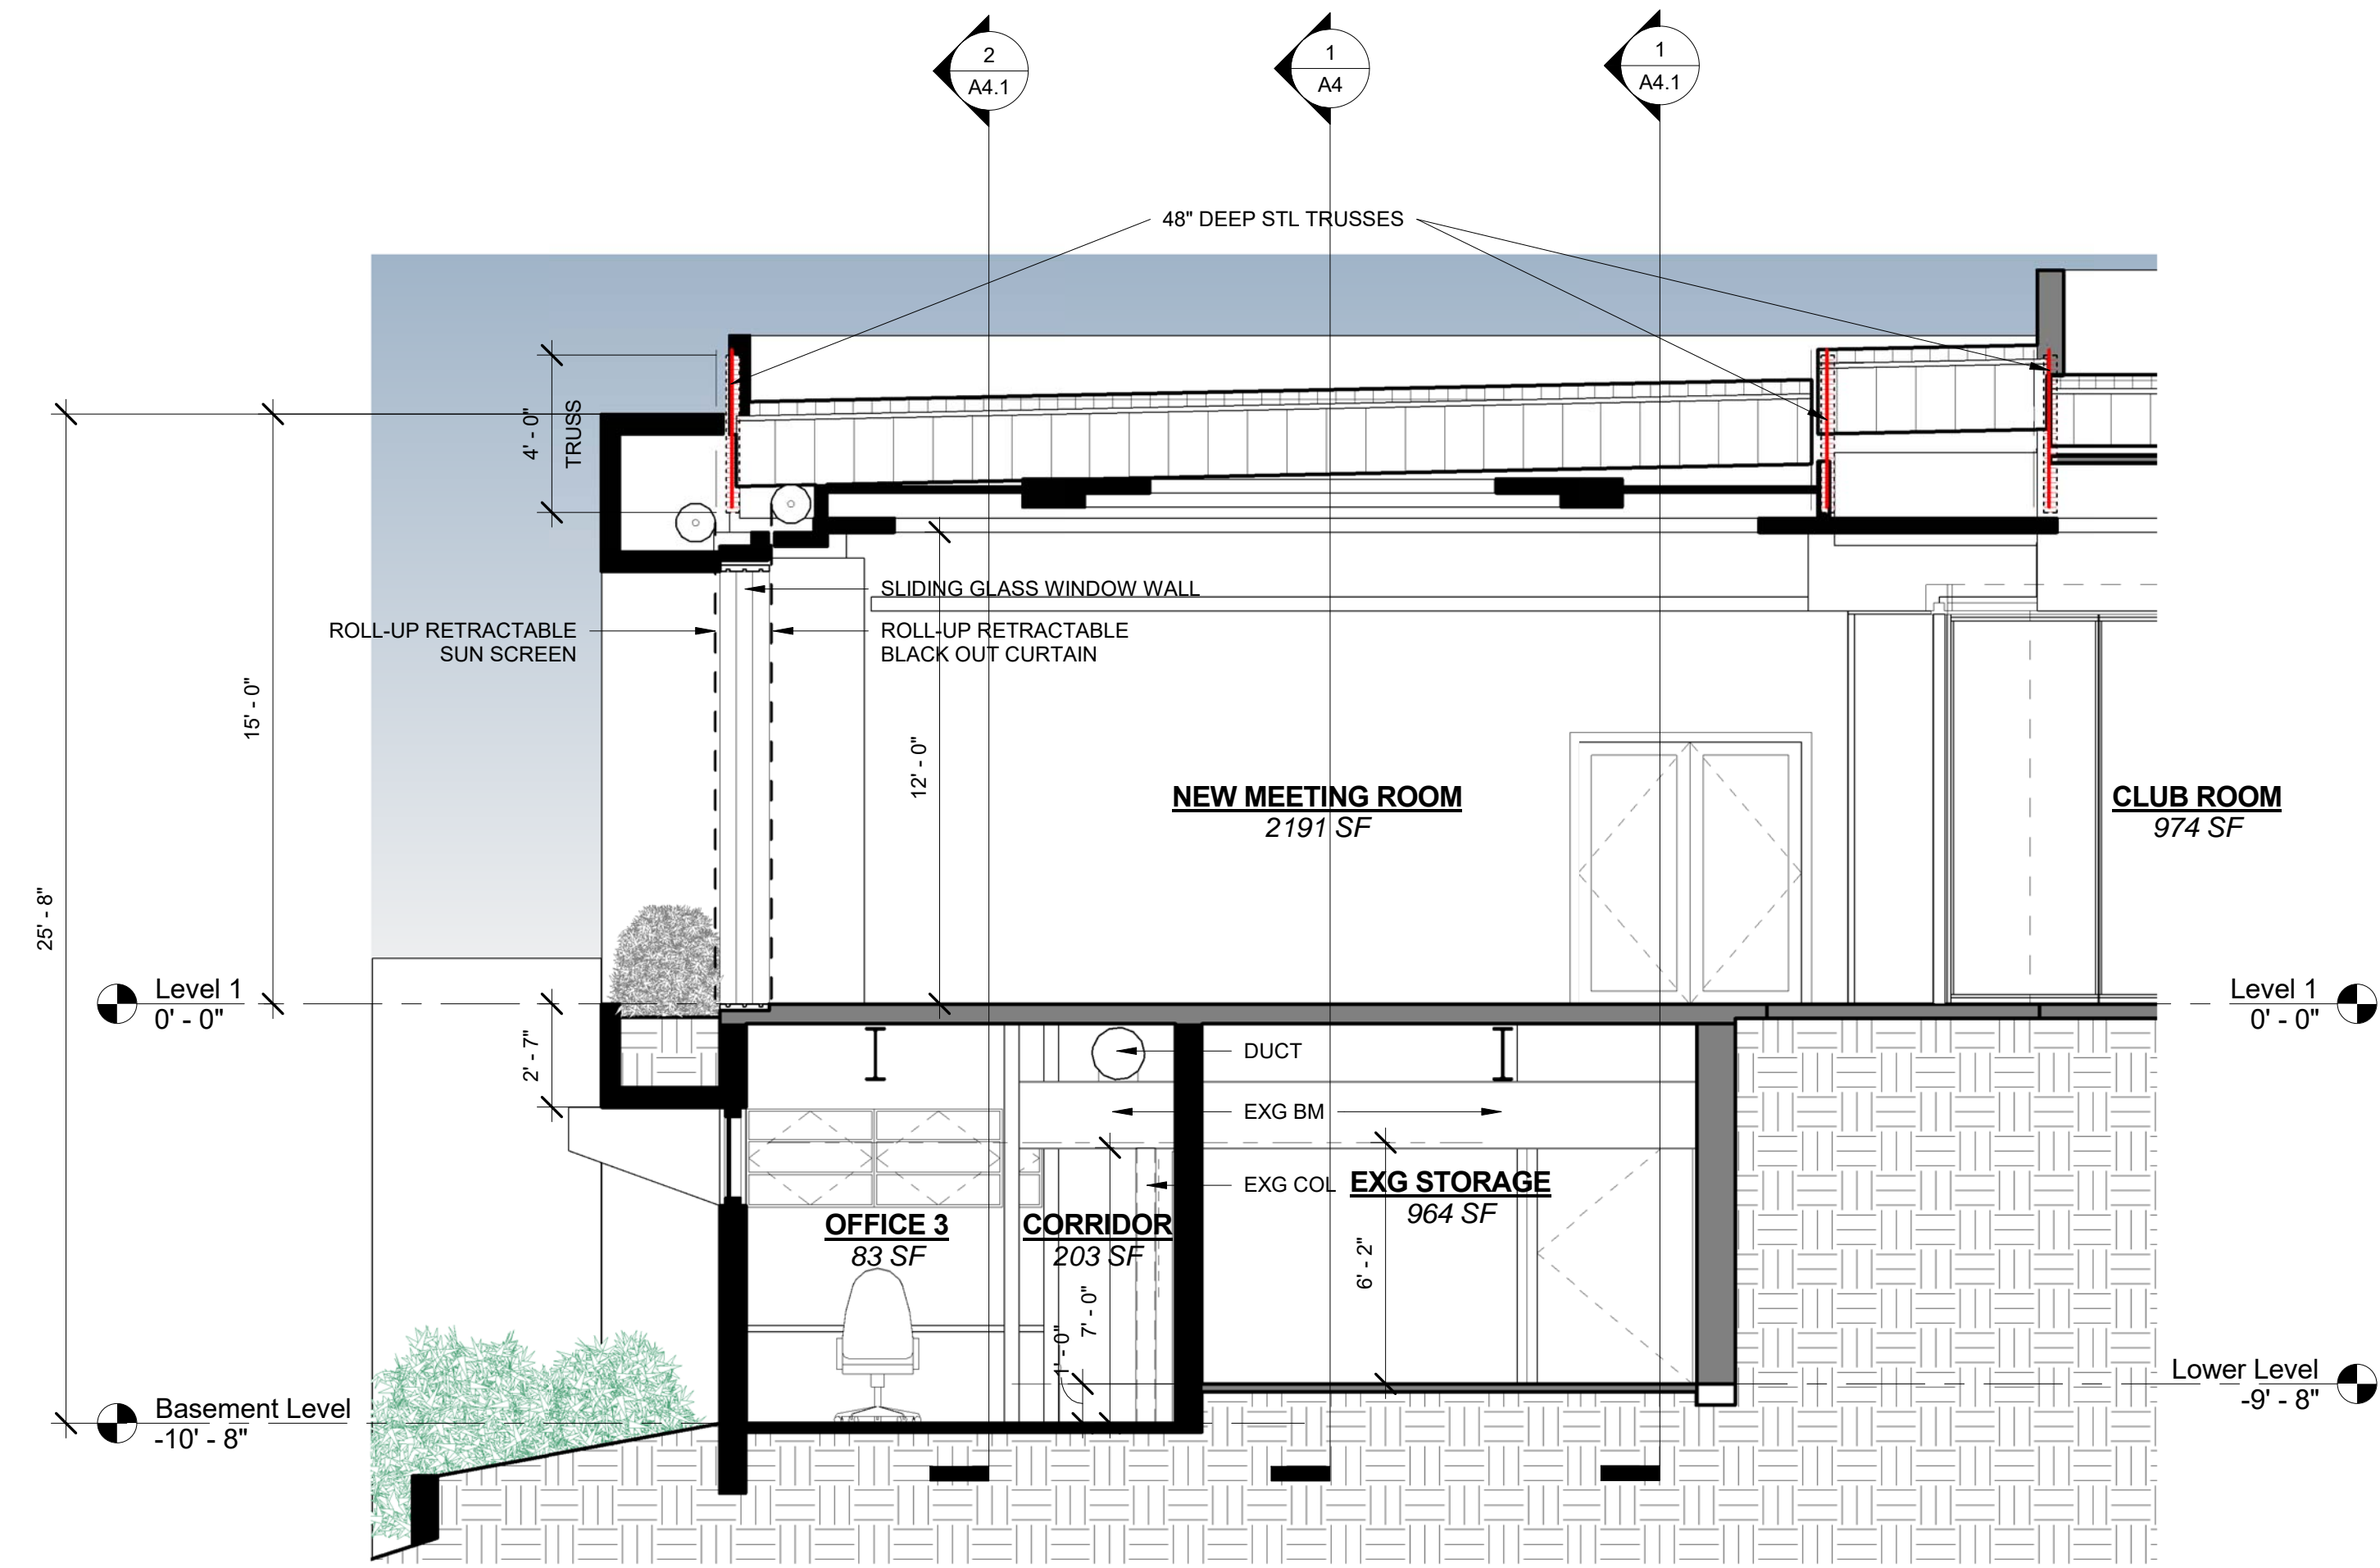 2
A4.1
1
A4
1
A4.1
48" DEEP STL TRUSSES
4' - 0"
TRUSS
SLIDING GLASS WINDOW WALL
ROLL-UP RETRACTABLE
SUN SCREEN
ROLL-UP RETRACTABLE
BLACK OUT CURTAIN
15' - 0"
12' - 0"
25' - 8"
NEW MEETING ROOM
2191 SF
CLUB ROOM
974 SF
Level 1
0' - 0"
Level 1
0' - 0"
2' - 7"
DUCT
EXG BM
EXG COL
EXG STORAGE
964 SF
OFFICE 3
83 SF
CORRIDOR
203 SF
6' - 2"
7' - 0"
1' - 0"
Basement Level
-10' - 8"
Lower Level
-9' - 8"